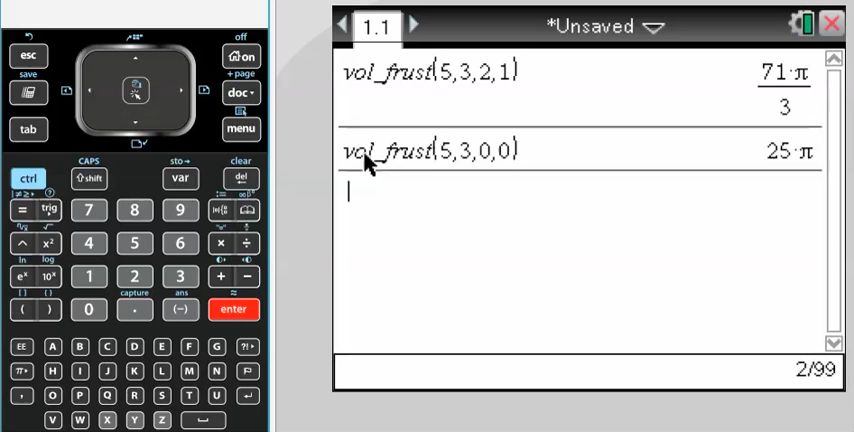 1.1
*Unsaved
vol_frust(5,3,2,1)
71·π
3
vol_frust(5,3,0,0)
25·π
2/99
off
esc
on
save
+ page
doc
tab
menu
CAPS
sto→
clear
ctrl
shift
var
del
= trig 7 8 9
^ x² 4 5 6 × ÷
ln log
eˣ 10ˣ 1 2 3 + −
[ ] { } capture ans ≈
( ) 0 . (−) enter
EE A B C D E F G ?!▸
π▸ H I J K L M N
, O P Q R S T U
V W X Y Z